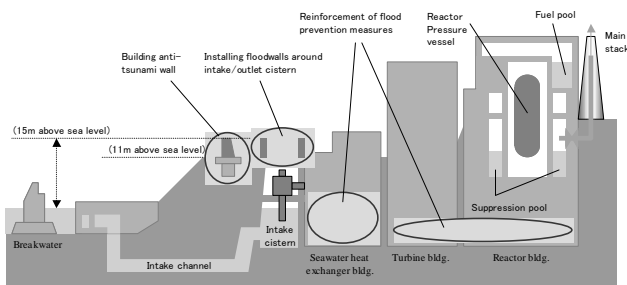 Reinforcement of flood
prevention measures
Reactor
Pressure
vessel
Fuel pool
Main
stack
Building anti-
tsunami wall
Installing floodwalls around
intake/outlet cistern
(15m above sea level)
(11m above sea level)
Suppression pool
Breakwater
Intake
cistern
Intake channel
Seawater heat
exchanger bldg.
Turbine bldg.
Reactor bldg.